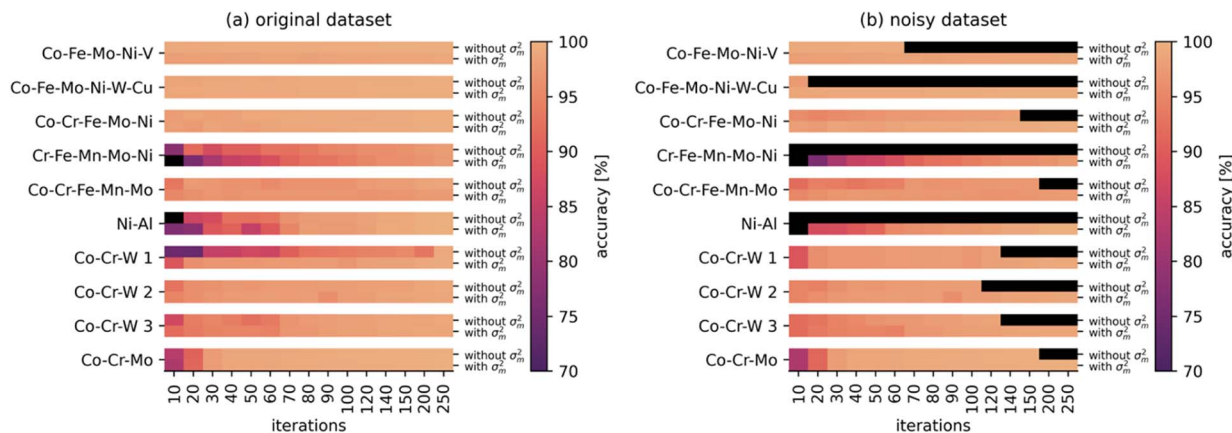 (a) original dataset
Co-Fe-Mo-Ni-V
without σ²ₘ
with σ²ₘ
Co-Fe-Mo-Ni-W-Cu
without σ²ₘ
with σ²ₘ
Co-Cr-Fe-Mo-Ni
without σ²ₘ
with σ²ₘ
Cr-Fe-Mn-Mo-Ni
without σ²ₘ
with σ²ₘ
Co-Cr-Fe-Mn-Mo
without σ²ₘ
with σ²ₘ
Ni-Al
without σ²ₘ
with σ²ₘ
Co-Cr-W 1
without σ²ₘ
with σ²ₘ
Co-Cr-W 2
without σ²ₘ
with σ²ₘ
Co-Cr-W 3
without σ²ₘ
with σ²ₘ
Co-Cr-Mo
without σ²ₘ
with σ²ₘ
10 20 30 40 50 60 70 80 90 100 120 140 150 200 250
iterations
100
95
90
85
80
75
70
accuracy [%]
(b) noisy dataset
Co-Fe-Mo-Ni-V
without σ²ₘ
with σ²ₘ
Co-Fe-Mo-Ni-W-Cu
without σ²ₘ
with σ²ₘ
Co-Cr-Fe-Mo-Ni
without σ²ₘ
with σ²ₘ
Cr-Fe-Mn-Mo-Ni
without σ²ₘ
with σ²ₘ
Co-Cr-Fe-Mn-Mo
without σ²ₘ
with σ²ₘ
Ni-Al
without σ²ₘ
with σ²ₘ
Co-Cr-W 1
without σ²ₘ
with σ²ₘ
Co-Cr-W 2
without σ²ₘ
with σ²ₘ
Co-Cr-W 3
without σ²ₘ
with σ²ₘ
Co-Cr-Mo
without σ²ₘ
with σ²ₘ
10 20 30 40 50 60 70 80 90 100 120 140 150 200 250
iterations
100
95
90
85
80
75
70
accuracy [%]